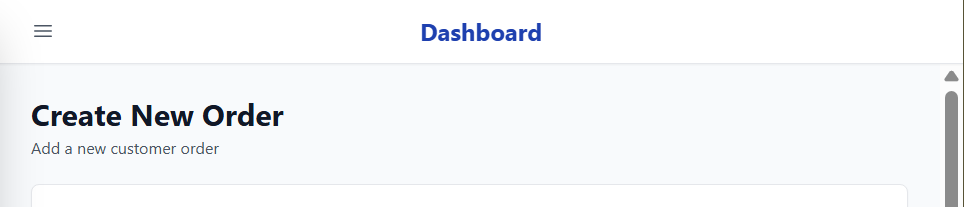 Dashboard
Create New Order
Add a new customer order